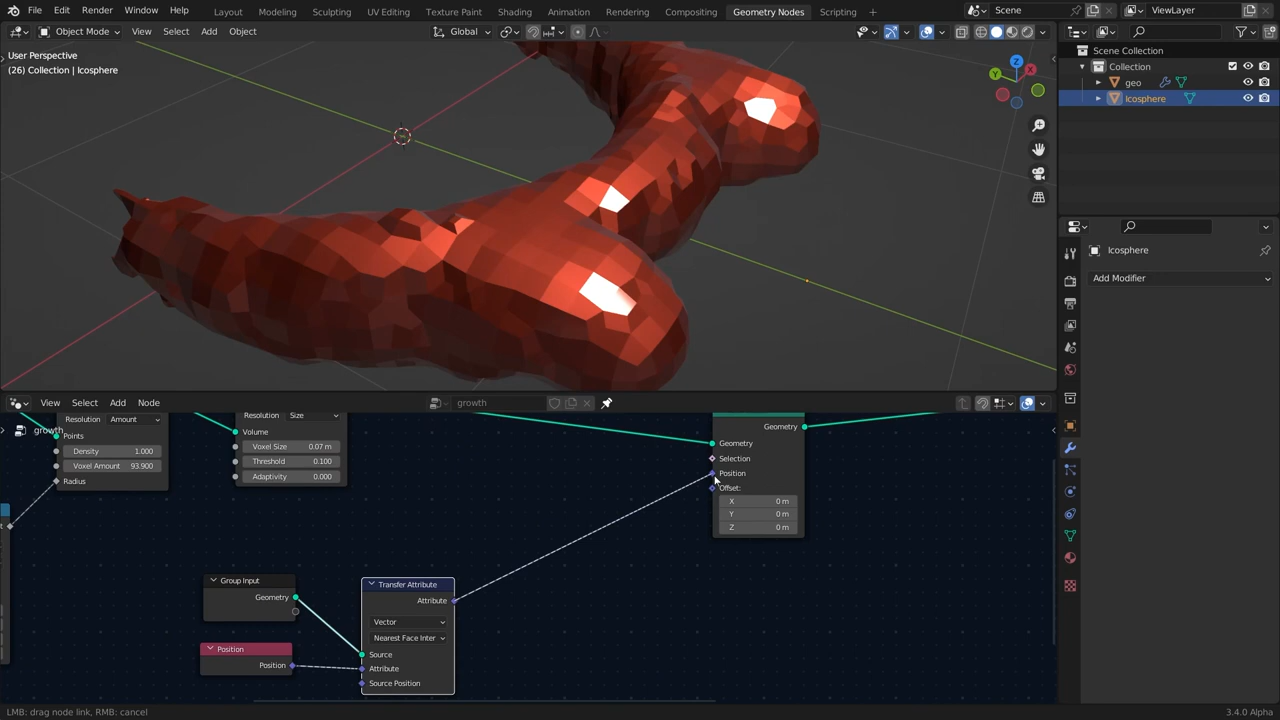 File Edit Render Window Help Layout Modeling Sculpting UV Editing Texture Paint Shading Animation Rendering Compositing Geometry Nodes Scripting + Scene ViewLayer
Object Mode View Select Add Object Global
User Perspective
(26) Collection | Icosphere
X
Y
Z
Scene Collection
Collection
geo
Icosphere
Icosphere
Add Modifier
View Select Add Node growth
growth
Resolution Amount
Points
Density 1.000
Voxel Amount 93.900
Radius
Resolution Size
Volume
Voxel Size 0.07 m
Threshold 0.100
Adaptivity 0.000
Geometry
Geometry
Selection
Position
Offset:
X 0 m
Y 0 m
Z 0 m
Group Input
Geometry
Position
Position
Transfer Attribute
Attribute
Vector
Nearest Face Inter
Source
Attribute
Source Position
LMB: drag node link, RMB: cancel
3.4.0 Alpha